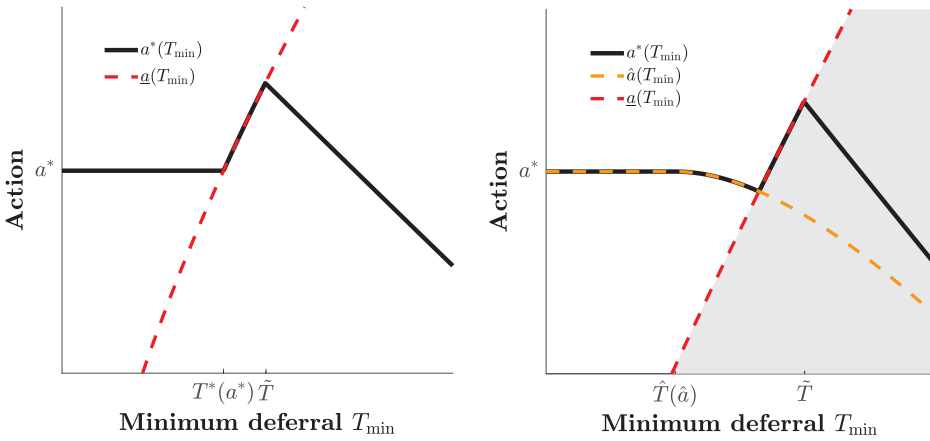 a*(T_min)
a̲(T_min)
a*
Action
T*(a*) T̃
Minimum deferral T_min
a*(T_min)
â(T_min)
a̲(T_min)
a*
Action
T̂(â) T̃
Minimum deferral T_min